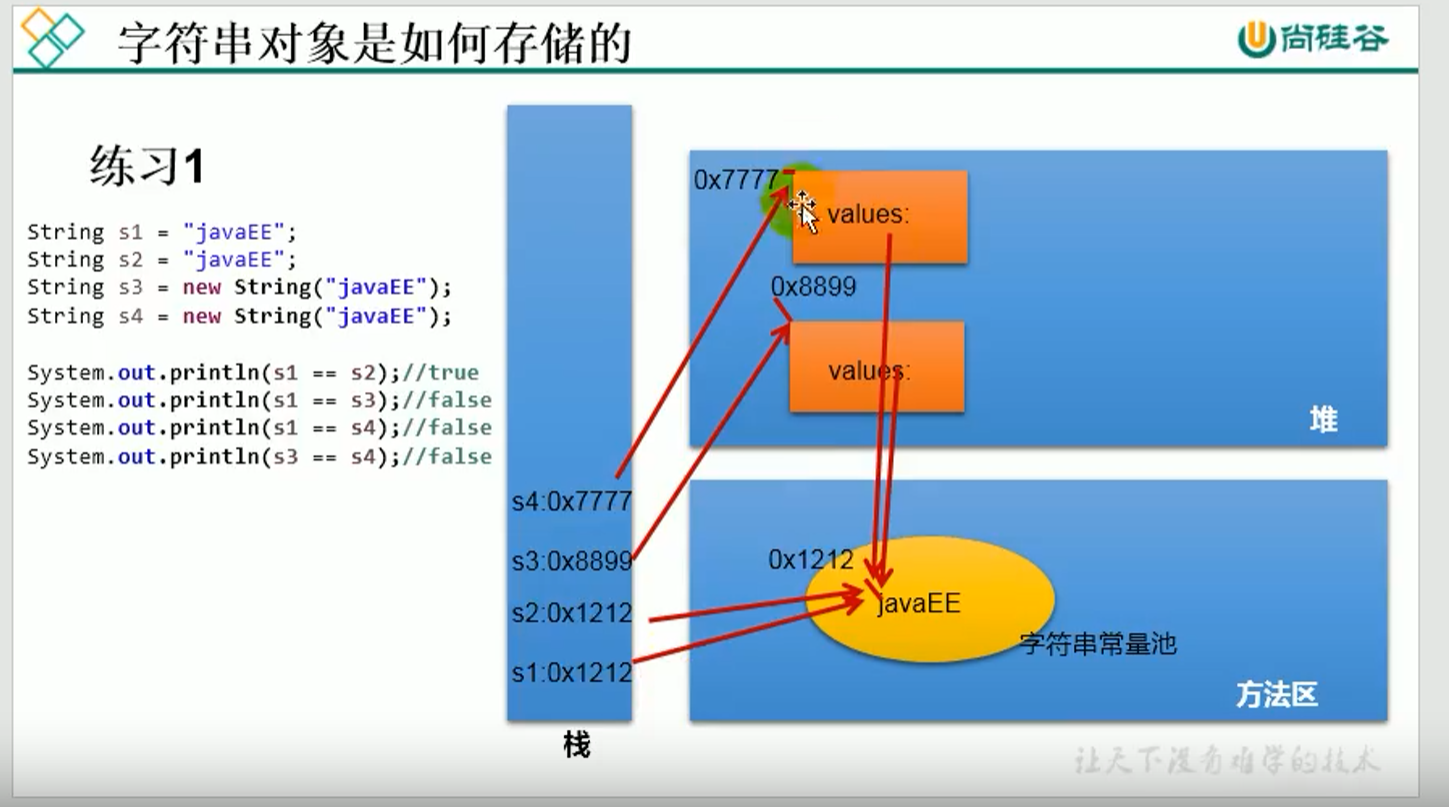 字符串对象是如何存储的
尚硅谷
练习1
String s1 = "javaEE";
String s2 = "javaEE";
String s3 = new String("javaEE");
String s4 = new String("javaEE");
System.out.println(s1 == s2);//true
System.out.println(s1 == s3);//false
System.out.println(s1 == s4);//false
System.out.println(s3 == s4);//false
s4:0x7777
s3:0x8899
s2:0x1212
s1:0x1212
栈
0x7777
values:
0x8899
values:
堆
0x1212
javaEE
字符串常量池
方法区
让天下没有难学的技术